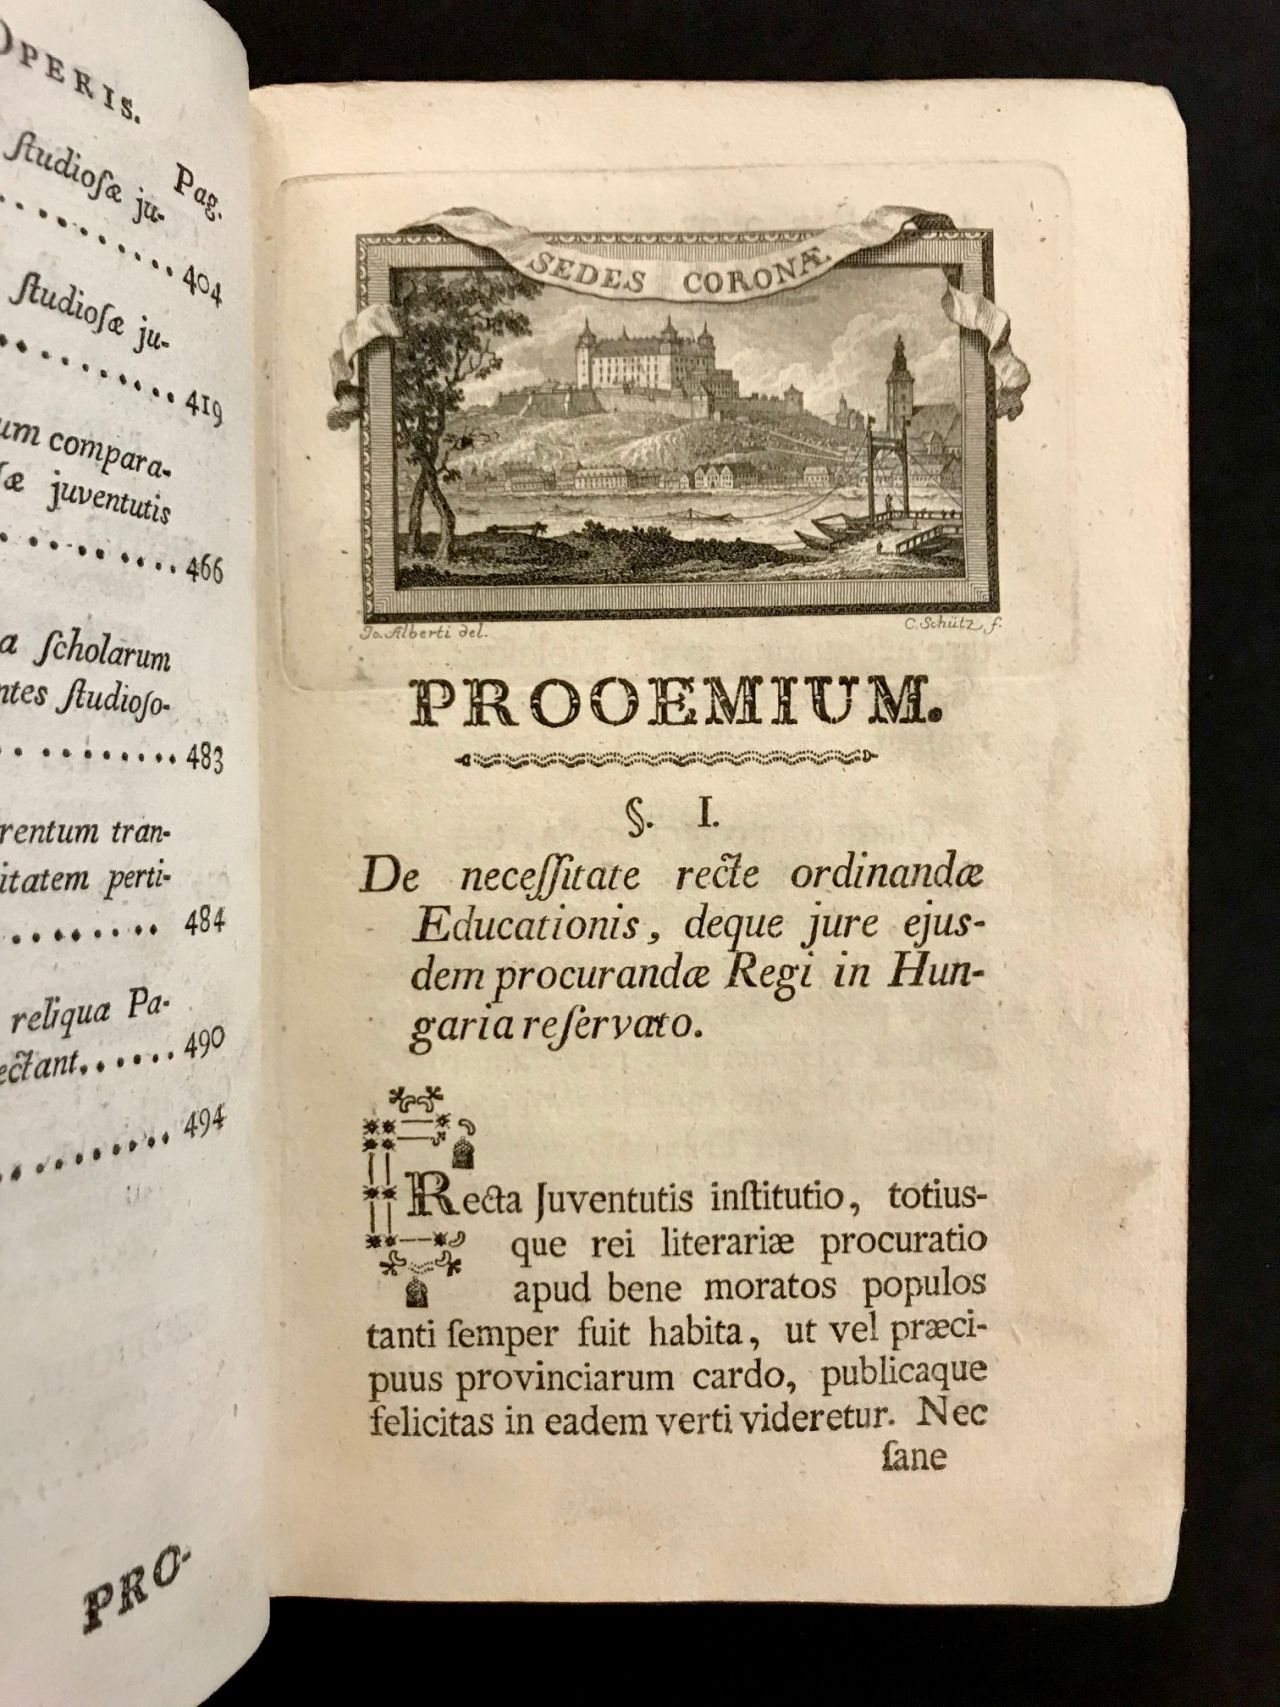 OPERIS.
Pag.
ſtudioſæ ju-
404
ſtudioſæ ju-
419
um compara-
ſæ juventutis
466
a ſcholarum
ntes ſtudioſo-
483
rentum tran-
itatem perti-
484
reliqua Pa-
ectant
490
494
PRO-
SEDES CORONÆ
Jo. Alberti del.
C. Schütz f.
PROOEMIUM.
§. I.
De neceſſitate recte ordinandæ
Educationis, deque jure ejus-
dem procurandæ Regi in Hun-
garia reſervato.
Recta Juventutis inſtitutio, totius-
que rei literariæ procuratio
apud bene moratos populos
tanti ſemper fuit habita, ut vel præci-
puus provinciarum cardo, publicaque
felicitas in eadem verti videretur. Nec
ſane